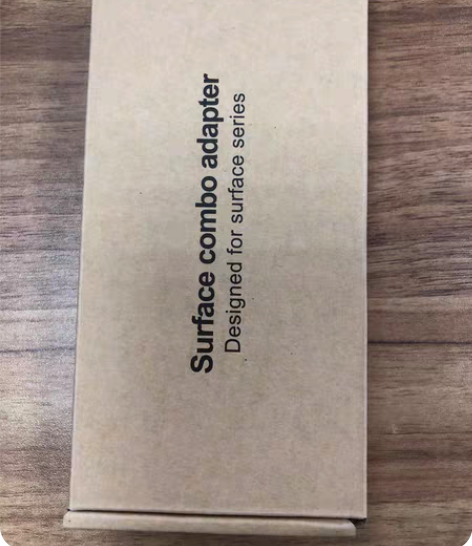 Surface combo adapter
Designed for surface series